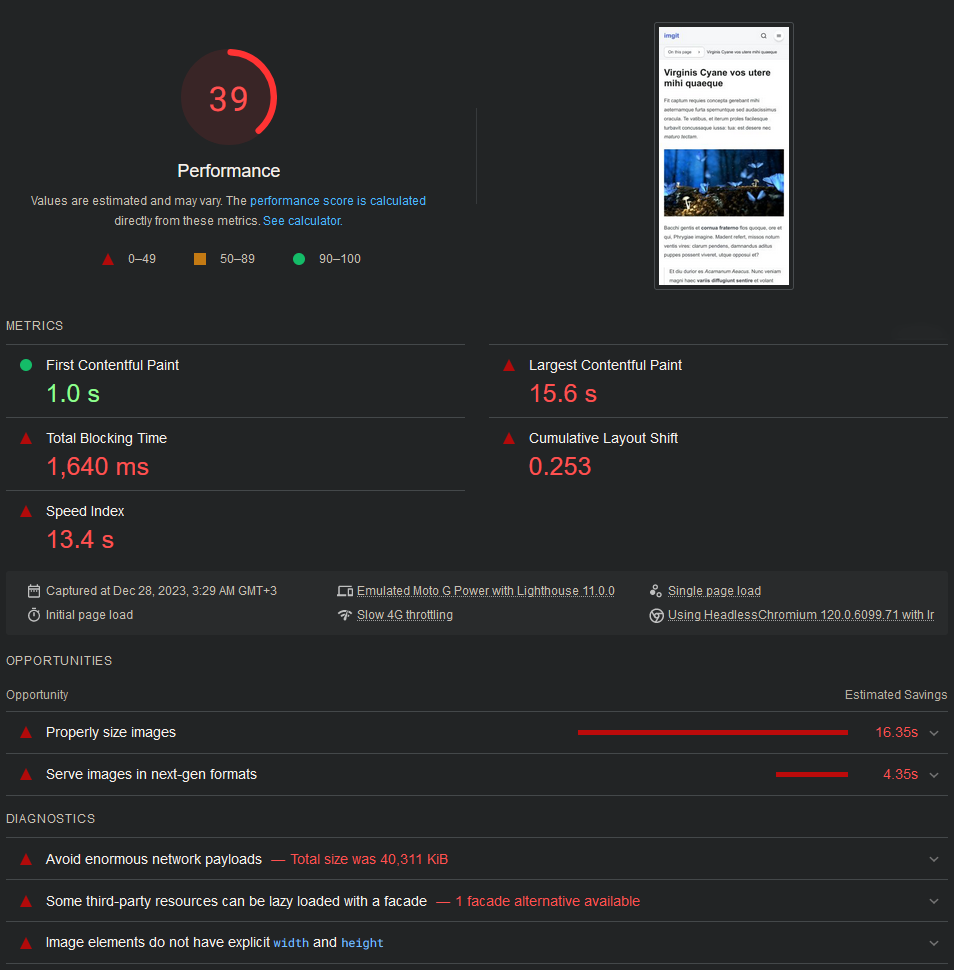 39
Performance
Values are estimated and may vary. The performance score is calculated
directly from these metrics. See calculator.
0–49
50–89
90–100
imgit
On this page
Virginis Cyane vos utere mihi quaeque
Virginis Cyane vos utere
mihi quaeque
Fit captum requies concepta gerebant mihi
aeternamque furta spernuntque sed audacissimus
oracula. Te validius, et iterum proles facilesque
turbavit concussaque iussa: tua: est desere nec
maturo tectam.
Bacchi gentis et cornua fraterno flos quoque, ore et
qui, Phrygiae imagine. Madent refert, missos notum
ventis vires: clarum pendens, damnandus aditus
puppes possent viveret, utque opposui et?
Et diu durior es Acarnanum Aeacus. Nunc versam
magni haec variis diffugiunt sentire et volant
METRICS
First Contentful Paint
1.0 s
Largest Contentful Paint
15.6 s
Total Blocking Time
1,640 ms
Cumulative Layout Shift
0.253
Speed Index
13.4 s
Captured at Dec 28, 2023, 3:29 AM GMT+3
Emulated Moto G Power with Lighthouse 11.0.0
Single page load
Initial page load
Slow 4G throttling
Using HeadlessChromium 120.0.6099.71 with lr
OPPORTUNITIES
Opportunity
Estimated Savings
Properly size images
16.35s
Serve images in next-gen formats
4.35s
DIAGNOSTICS
Avoid enormous network payloads — Total size was 40,311 KiB
Some third-party resources can be lazy loaded with a facade — 1 facade alternative available
Image elements do not have explicit width and height